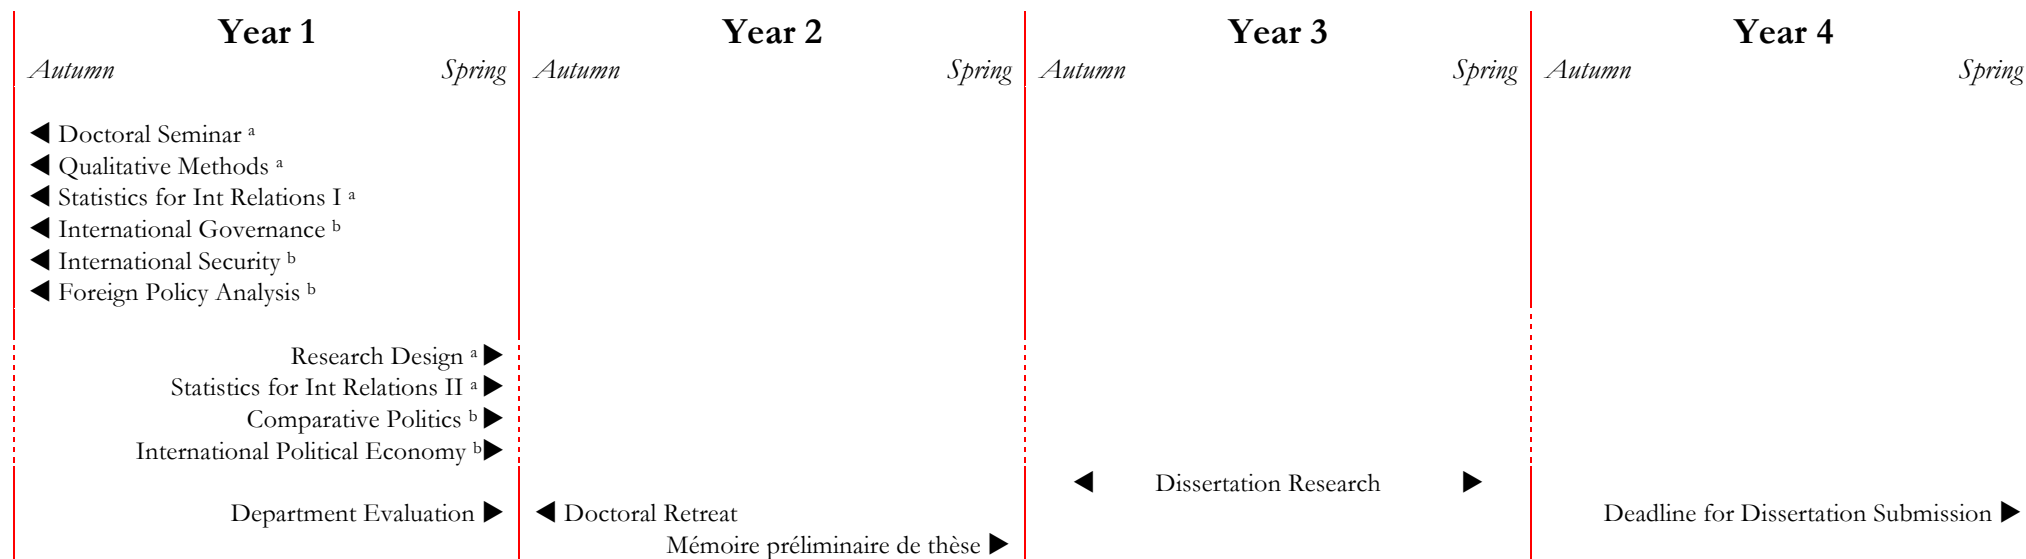 Year 1 Year 2 Year 3 Year 4
Autumn Spring Autumn Spring Autumn Spring Autumn Spring
◄ Doctoral Seminar ᵃ
◄ Qualitative Methods ᵃ
◄ Statistics for Int Relations I ᵃ
◄ International Governance ᵇ
◄ International Security ᵇ
◄ Foreign Policy Analysis ᵇ
Research Design ᵃ ►
Statistics for Int Relations II ᵃ ►
Comparative Politics ᵇ ►
International Political Economy ᵇ►
◄ Dissertation Research ►
Department Evaluation ► ◄ Doctoral Retreat Deadline for Dissertation Submission ►
Mémoire préliminaire de thèse ►